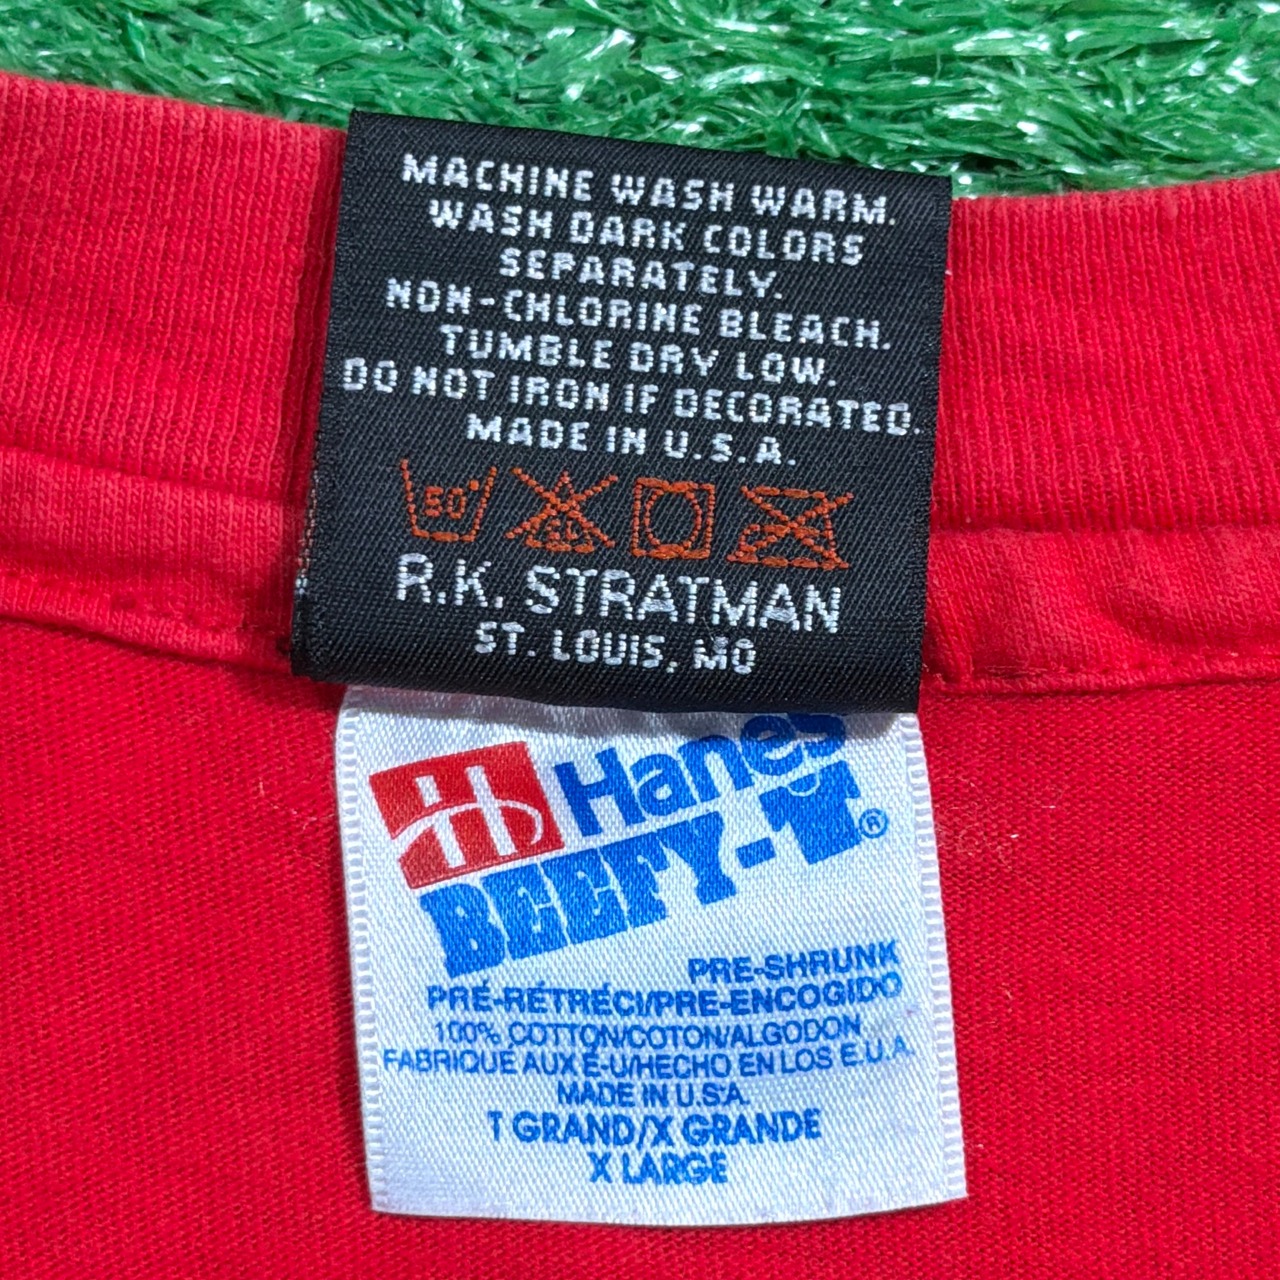 MACHINE WASH WARM.
WASH DARK COLORS
SEPARATELY.
NON-CHLORINE BLEACH.
TUMBLE DRY LOW.
DO NOT IRON IF DECORATED.
MADE IN U.S.A.
50°
R.K. STRATMAN
ST. LOUIS, MO
Hanes
BEEFY-T®
PRE-SHRUNK
PRÉ-RÉTRÉCI/PRE-ENCOGIDO
100% COTTON/COTON/ALGODON
FABRIQUE AUX É-U/HECHO EN LOS E.U.A.
MADE IN U.S.A.
T GRAND/X GRANDE
X LARGE